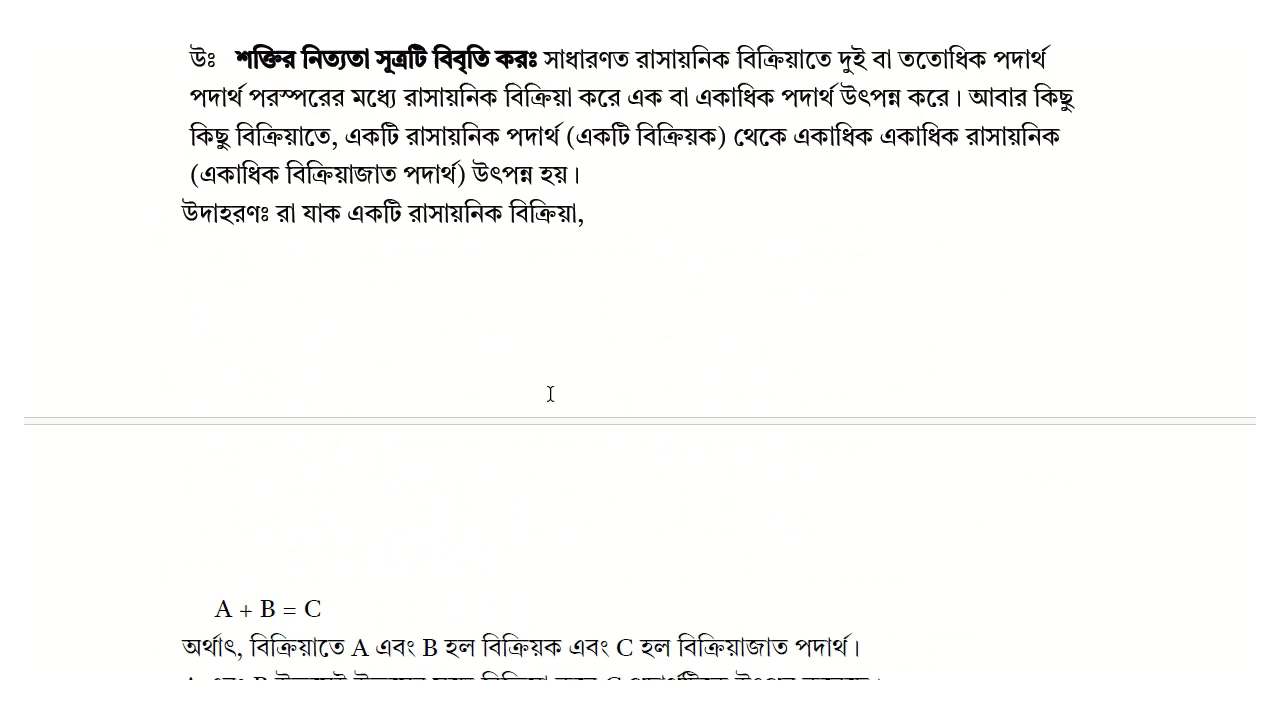 উঃ শক্তির নিত্যতা সূত্রটি বিবৃতি করঃ সাধারণত রাসায়নিক বিক্রিয়াতে দুই বা ততোধিক পদার্থ
পদার্থ পরস্পরের মধ্যে রাসায়নিক বিক্রিয়া করে এক বা একাধিক পদার্থ উৎপন্ন করে। আবার কিছু
কিছু বিক্রিয়াতে, একটি রাসায়নিক পদার্থ (একটি বিক্রিয়ক) থেকে একাধিক একাধিক রাসায়নিক
(একাধিক বিক্রিয়াজাত পদার্থ) উৎপন্ন হয়।
উদাহরণঃ রা যাক একটি রাসায়নিক বিক্রিয়া,
A + B = C
অর্থাৎ, বিক্রিয়াতে A এবং B হল বিক্রিয়ক এবং C হল বিক্রিয়াজাত পদার্থ।